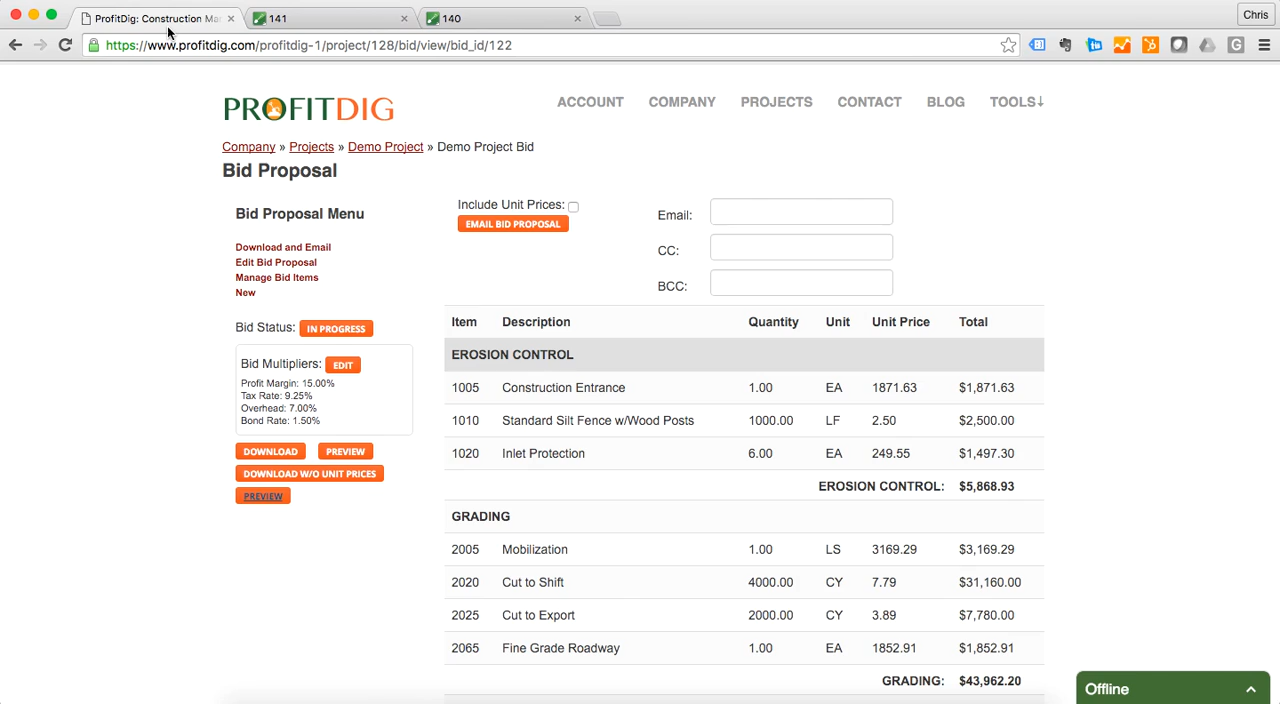 ProfitDig: Construction Ma
141
140
Chris
https://www.profitdig.com/profitdig-1/project/128/bid/view/bid_id/122
PROFITDIG
ACCOUNT COMPANY PROJECTS CONTACT BLOG TOOLS↓
Company » Projects » Demo Project » Demo Project Bid
Bid Proposal
Bid Proposal Menu
Download and Email
Edit Bid Proposal
Manage Bid Items
New
Bid Status: IN PROGRESS
Bid Multipliers: EDIT
Profit Margin: 15.00%
Tax Rate: 9.25%
Overhead: 7.00%
Bond Rate: 1.50%
DOWNLOAD PREVIEW
DOWNLOAD W/O UNIT PRICES
PREVIEW
Include Unit Prices:
EMAIL BID PROPOSAL
Email:
CC:
BCC:
Item Description Quantity Unit Unit Price Total
EROSION CONTROL
1005 Construction Entrance 1.00 EA 1871.63 $1,871.63
1010 Standard Silt Fence w/Wood Posts 1000.00 LF 2.50 $2,500.00
1020 Inlet Protection 6.00 EA 249.55 $1,497.30
EROSION CONTROL: $5,868.93
GRADING
2005 Mobilization 1.00 LS 3169.29 $3,169.29
2020 Cut to Shift 4000.00 CY 7.79 $31,160.00
2025 Cut to Export 2000.00 CY 3.89 $7,780.00
2065 Fine Grade Roadway 1.00 EA 1852.91 $1,852.91
GRADING: $43,962.20
Offline